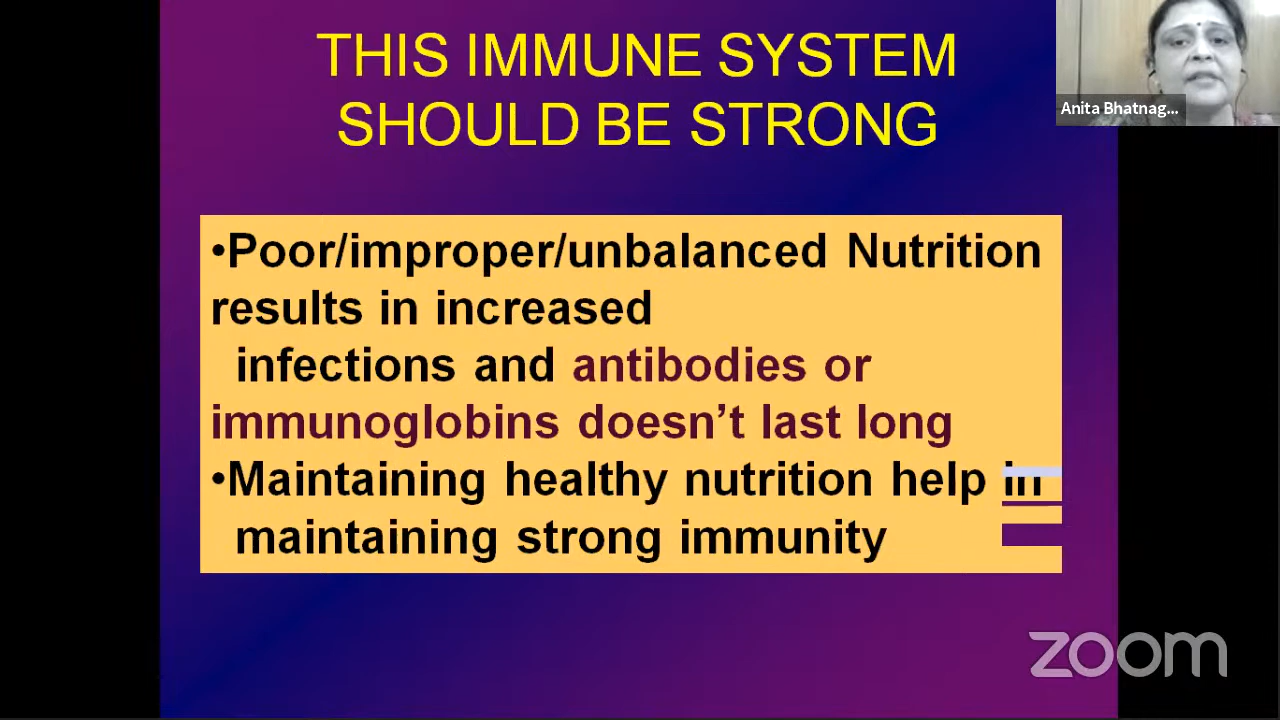 THIS IMMUNE SYSTEM
SHOULD BE STRONG
Anita Bhatnag...
•Poor/improper/unbalanced Nutrition
results in increased
infections and antibodies or
immunoglobins doesn’t last long
•Maintaining healthy nutrition help in
maintaining strong immunity
zoom